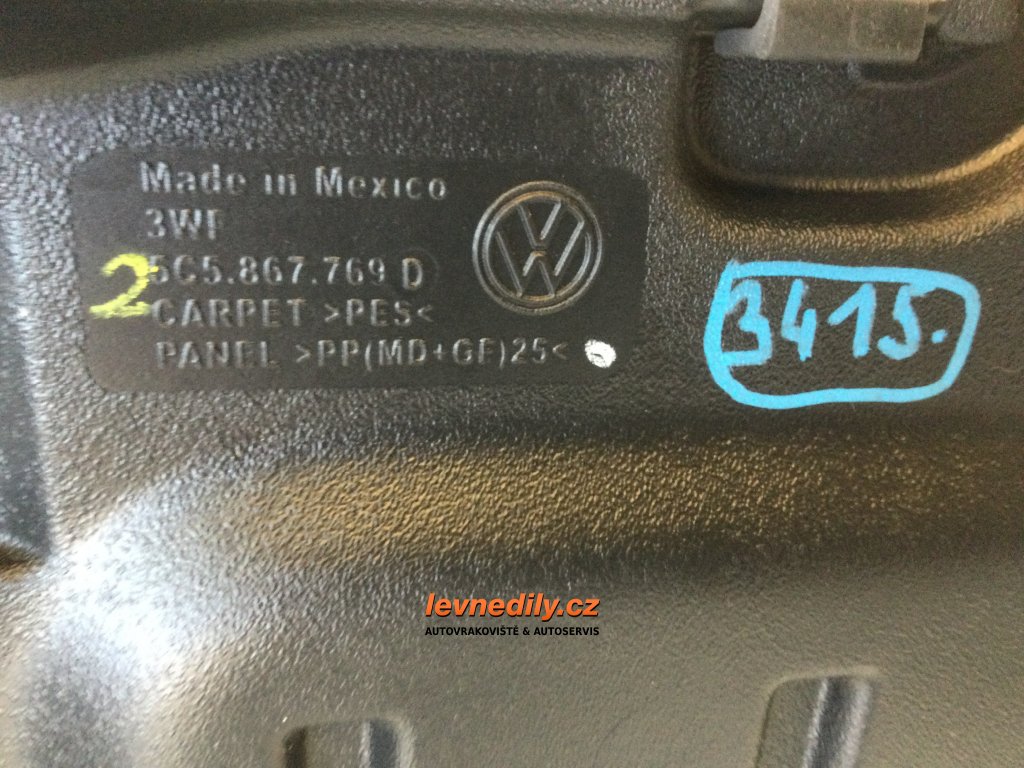 Made in Mexico
3WF
2 5C5.867.769 D
CARPET >PES<
PANEL >PP(MD+GF)25<
3415.
levnedily.cz
AUTOVRAKOVIŠTĚ & AUTOSERVIS